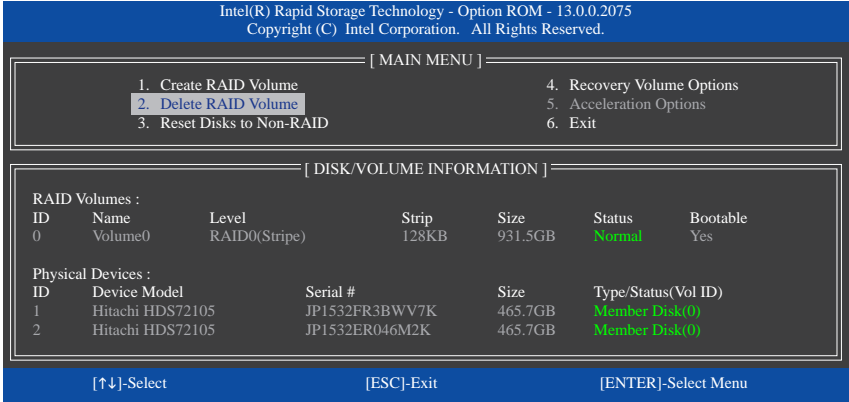 Intel(R) Rapid Storage Technology - Option ROM - 13.0.0.2075
Copyright (C) Intel Corporation. All Rights Reserved.
[ MAIN MENU ]
1. Create RAID Volume 4. Recovery Volume Options
2. Delete RAID Volume 5. Acceleration Options
3. Reset Disks to Non-RAID 6. Exit
[ DISK/VOLUME INFORMATION ]
RAID Volumes :
ID Name Level Strip Size Status Bootable
0 Volume0 RAID0(Stripe) 128KB 931.5GB Normal Yes
Physical Devices :
ID Device Model Serial # Size Type/Status(Vol ID)
1 Hitachi HDS72105 JP1532FR3BWV7K 465.7GB Member Disk(0)
2 Hitachi HDS72105 JP1532ER046M2K 465.7GB Member Disk(0)
[↑↓]-Select [ESC]-Exit [ENTER]-Select Menu